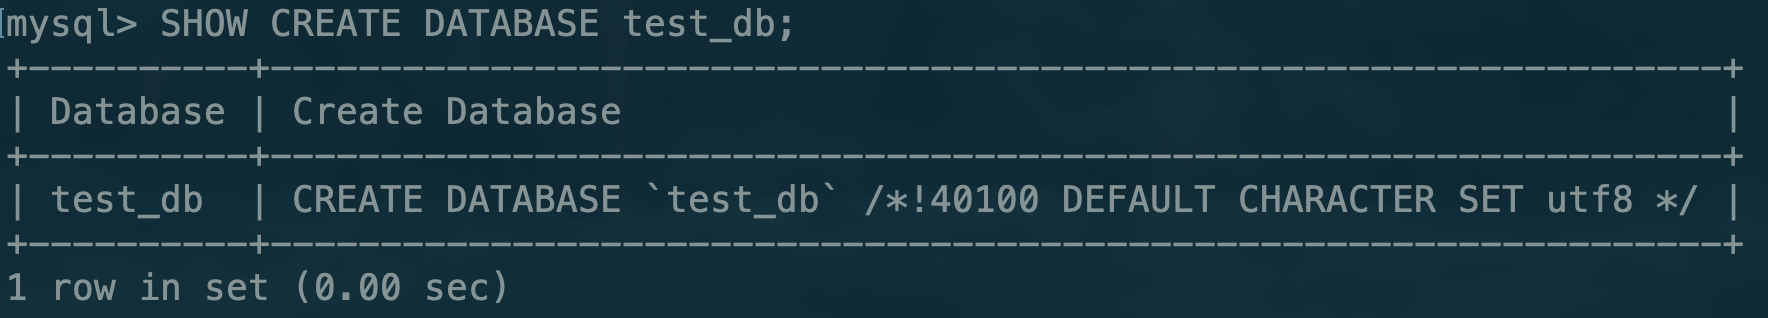 mysql> SHOW CREATE DATABASE test_db;
+----------+------------------------------------------------------------------+
| Database | Create Database                                                  |
+----------+------------------------------------------------------------------+
| test_db  | CREATE DATABASE `test_db` /*!40100 DEFAULT CHARACTER SET utf8 */ |
+----------+------------------------------------------------------------------+
1 row in set (0.00 sec)